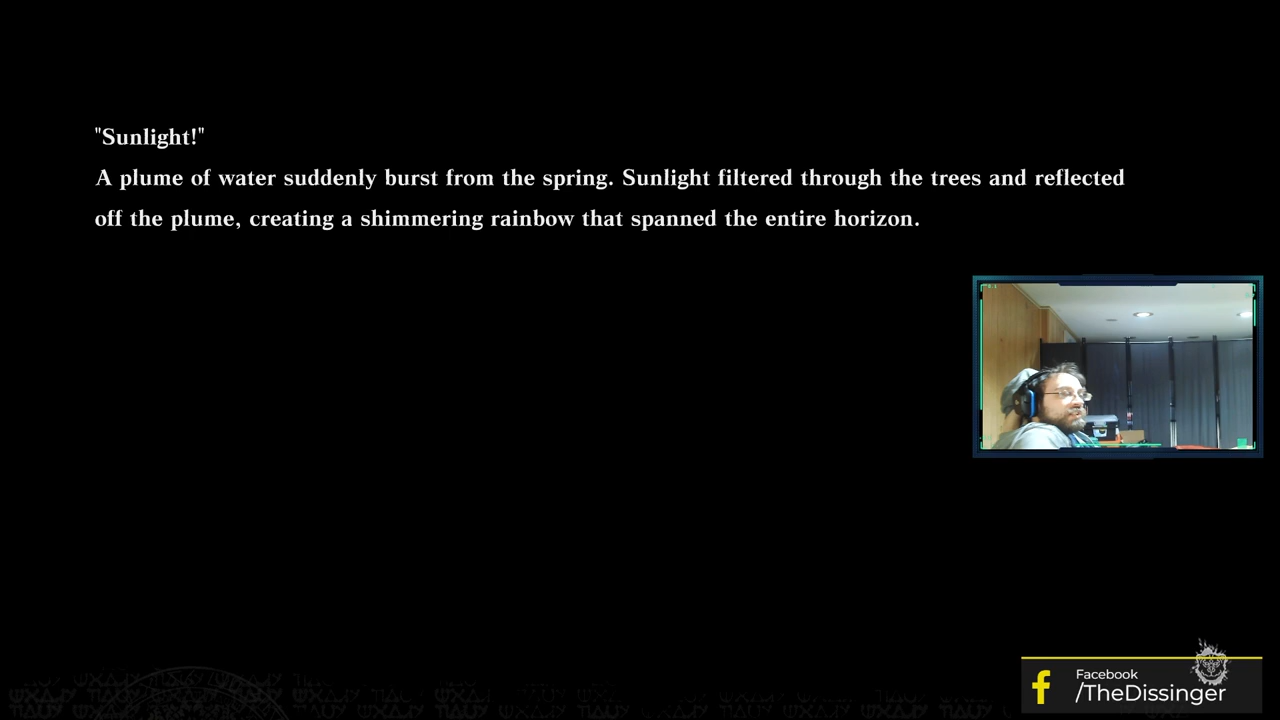 "Sunlight!"
A plume of water suddenly burst from the spring. Sunlight filtered through the trees and reflected
off the plume, creating a shimmering rainbow that spanned the entire horizon.
Facebook
/TheDissinger